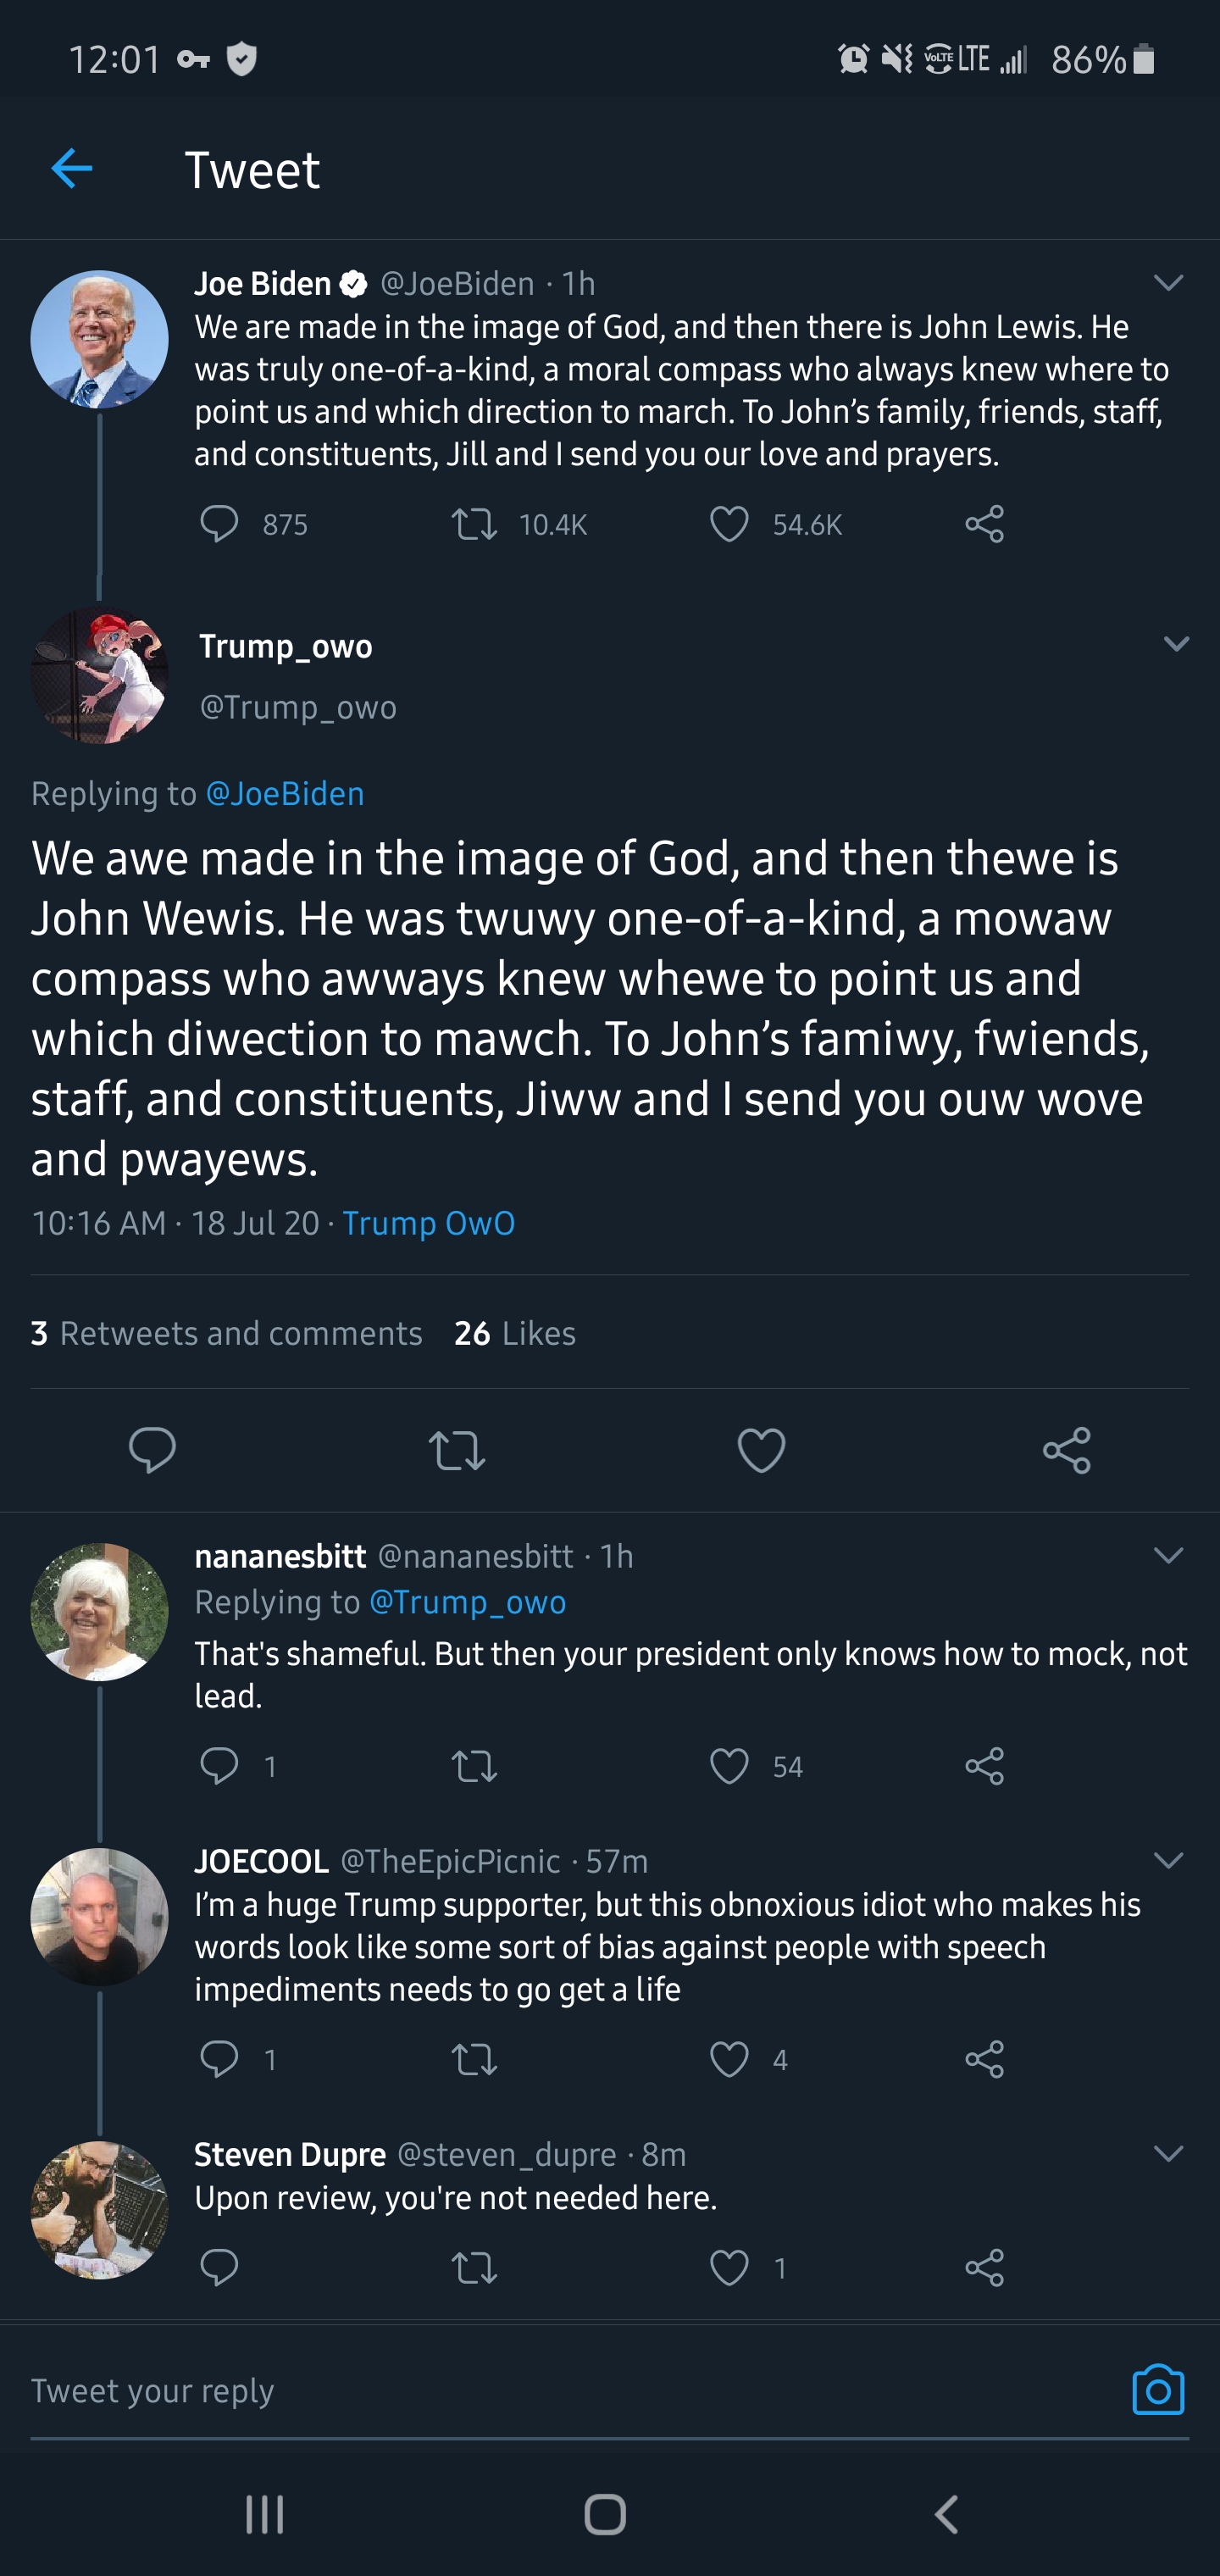 12:01 VoLTE LTE 86%
Tweet
Joe Biden @JoeBiden · 1h
We are made in the image of God, and then there is John Lewis. He
was truly one-of-a-kind, a moral compass who always knew where to
point us and which direction to march. To John’s family, friends, staff,
and constituents, Jill and I send you our love and prayers.
875 10.4K 54.6K
Trump_owo
@Trump_owo
Replying to @JoeBiden
We awe made in the image of God, and then thewe is
John Wewis. He was twuwy one-of-a-kind, a mowaw
compass who awways knew whewe to point us and
which diwection to mawch. To John’s famiwy, fwiends,
staff, and constituents, Jiww and I send you ouw wove
and pwayews.
10:16 AM · 18 Jul 20 · Trump OwO
3 Retweets and comments 26 Likes
nananesbitt @nananesbitt · 1h
Replying to @Trump_owo
That's shameful. But then your president only knows how to mock, not
lead.
1 54
JOECOOL @TheEpicPicnic · 57m
I’m a huge Trump supporter, but this obnoxious idiot who makes his
words look like some sort of bias against people with speech
impediments needs to go get a life
1 4
Steven Dupre @steven_dupre · 8m
Upon review, you're not needed here.
1
Tweet your reply